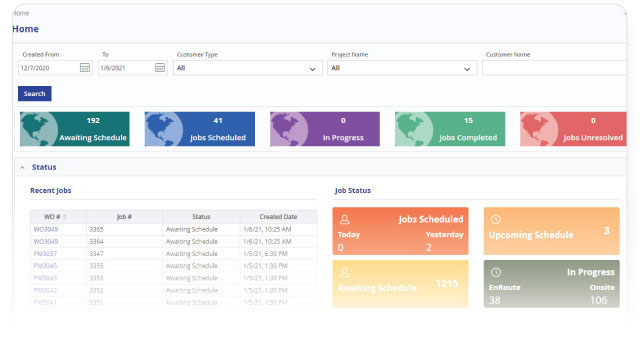 Home
Home
Created From To Customer Type Project Name Customer Name
12/7/2020 1/6/2021 All All
Search
192 41 0 15 0
Awaiting Schedule Jobs Scheduled In Progress Jobs Completed Jobs Unresolved
Status
Recent Jobs
WO # Job # Status Created Date
WO3049 3365 Awaiting Schedule 1/6/21, 10:25 AM
WO3049 3364 Awaiting Schedule 1/6/21, 10:25 AM
PM3037 3347 Awaiting Schedule 1/5/21, 6:30 PM
PM3045 3355 Awaiting Schedule 1/5/21, 1:30 PM
PM3043 3353 Awaiting Schedule 1/5/21, 1:30 PM
PM3042 3352 Awaiting Schedule 1/5/21, 1:30 PM
PM3041 3351 Awaiting Schedule 1/5/21, 1:30 PM
Job Status
Jobs Scheduled
Today Yesterday
0 2
Upcoming Schedule 3
Awaiting Schedule 1215
In Progress
EnRoute Onsite
38 106